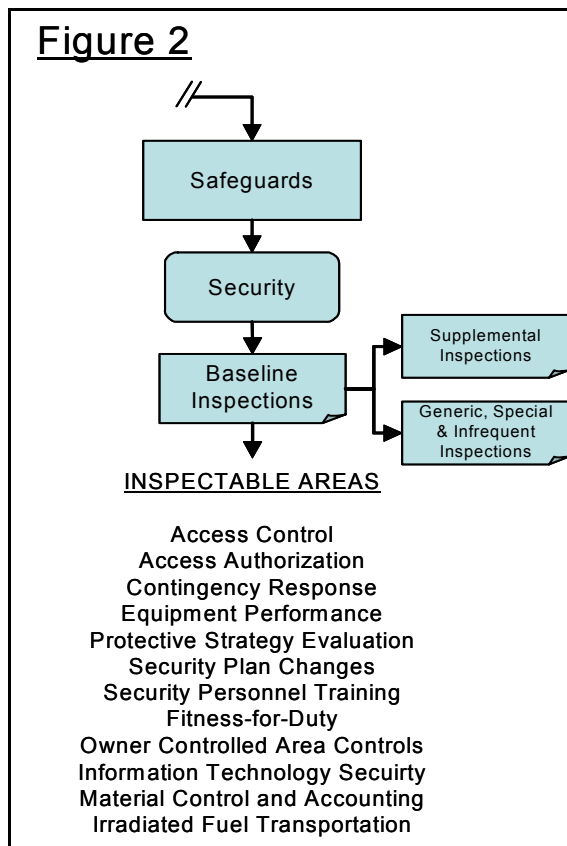 Figure 2
Safeguards
Security
Baseline
Inspections
Supplemental
Inspections
Generic, Special
& Infrequent
Inspections
INSPECTABLE AREAS
Access Control
Access Authorization
Contingency Response
Equipment Performance
Protective Strategy Evaluation
Security Plan Changes
Security Personnel Training
Fitness-for-Duty
Owner Controlled Area Controls
Information Technology Secuirty
Material Control and Accounting
Irradiated Fuel Transportation